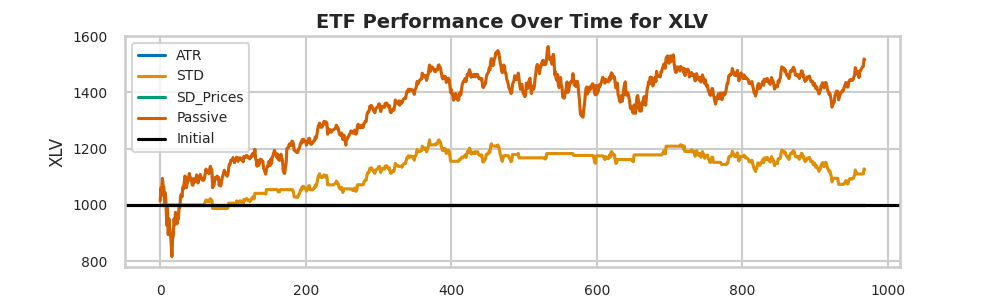 ETF Performance Over Time for XLV
1600
1400
1200
1000
800
XLV
ATR
STD
SD_Prices
Passive
Initial
0
200
400
600
800
1000